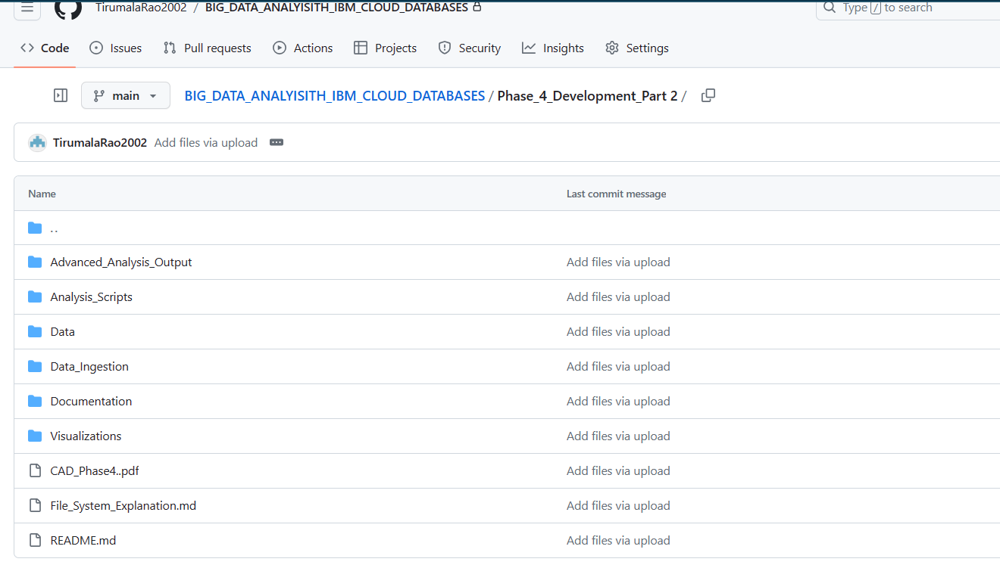 TirumalaRao2002 / BIG_DATA_ANALYISITH_IBM_CLOUD_DATABASES Type / to search
Code Issues Pull requests Actions Projects Security Insights Settings
main BIG_DATA_ANALYISITH_IBM_CLOUD_DATABASES / Phase_4_Development_Part 2 /
TirumalaRao2002 Add files via upload
Name Last commit message
..
Advanced_Analysis_Output Add files via upload
Analysis_Scripts Add files via upload
Data Add files via upload
Data_Ingestion Add files via upload
Documentation Add files via upload
Visualizations Add files via upload
CAD_Phase4..pdf Add files via upload
File_System_Explanation.md Add files via upload
README.md Add files via upload